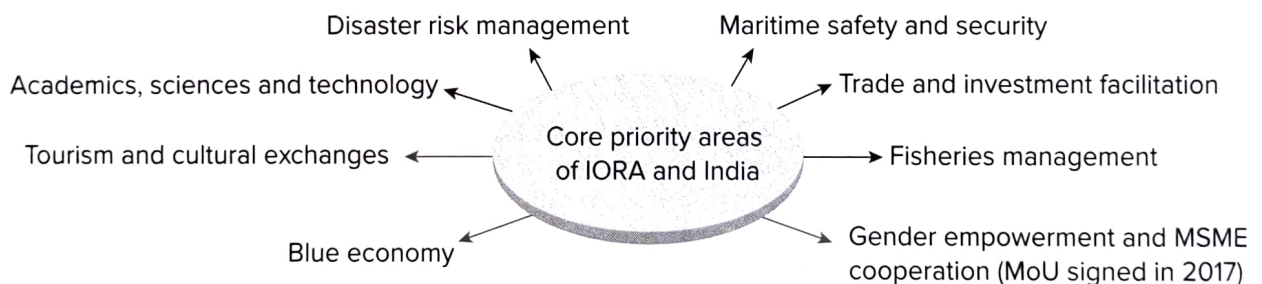 Disaster risk management
Maritime safety and security
Academics, sciences and technology
Trade and investment facilitation
Core priority areas
of IORA and India
Tourism and cultural exchanges
Fisheries management
Blue economy
Gender empowerment and MSME
cooperation (MoU signed in 2017)